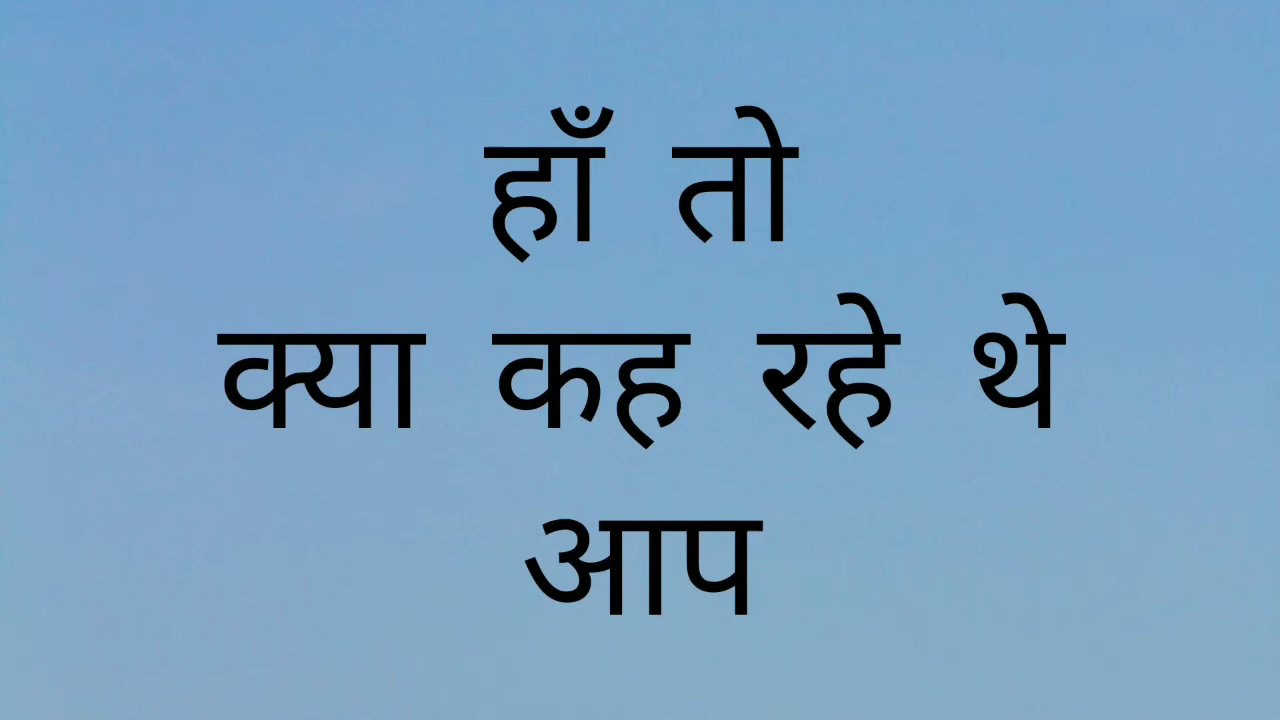 हाँ तो
क्या कह रहे थे
आप